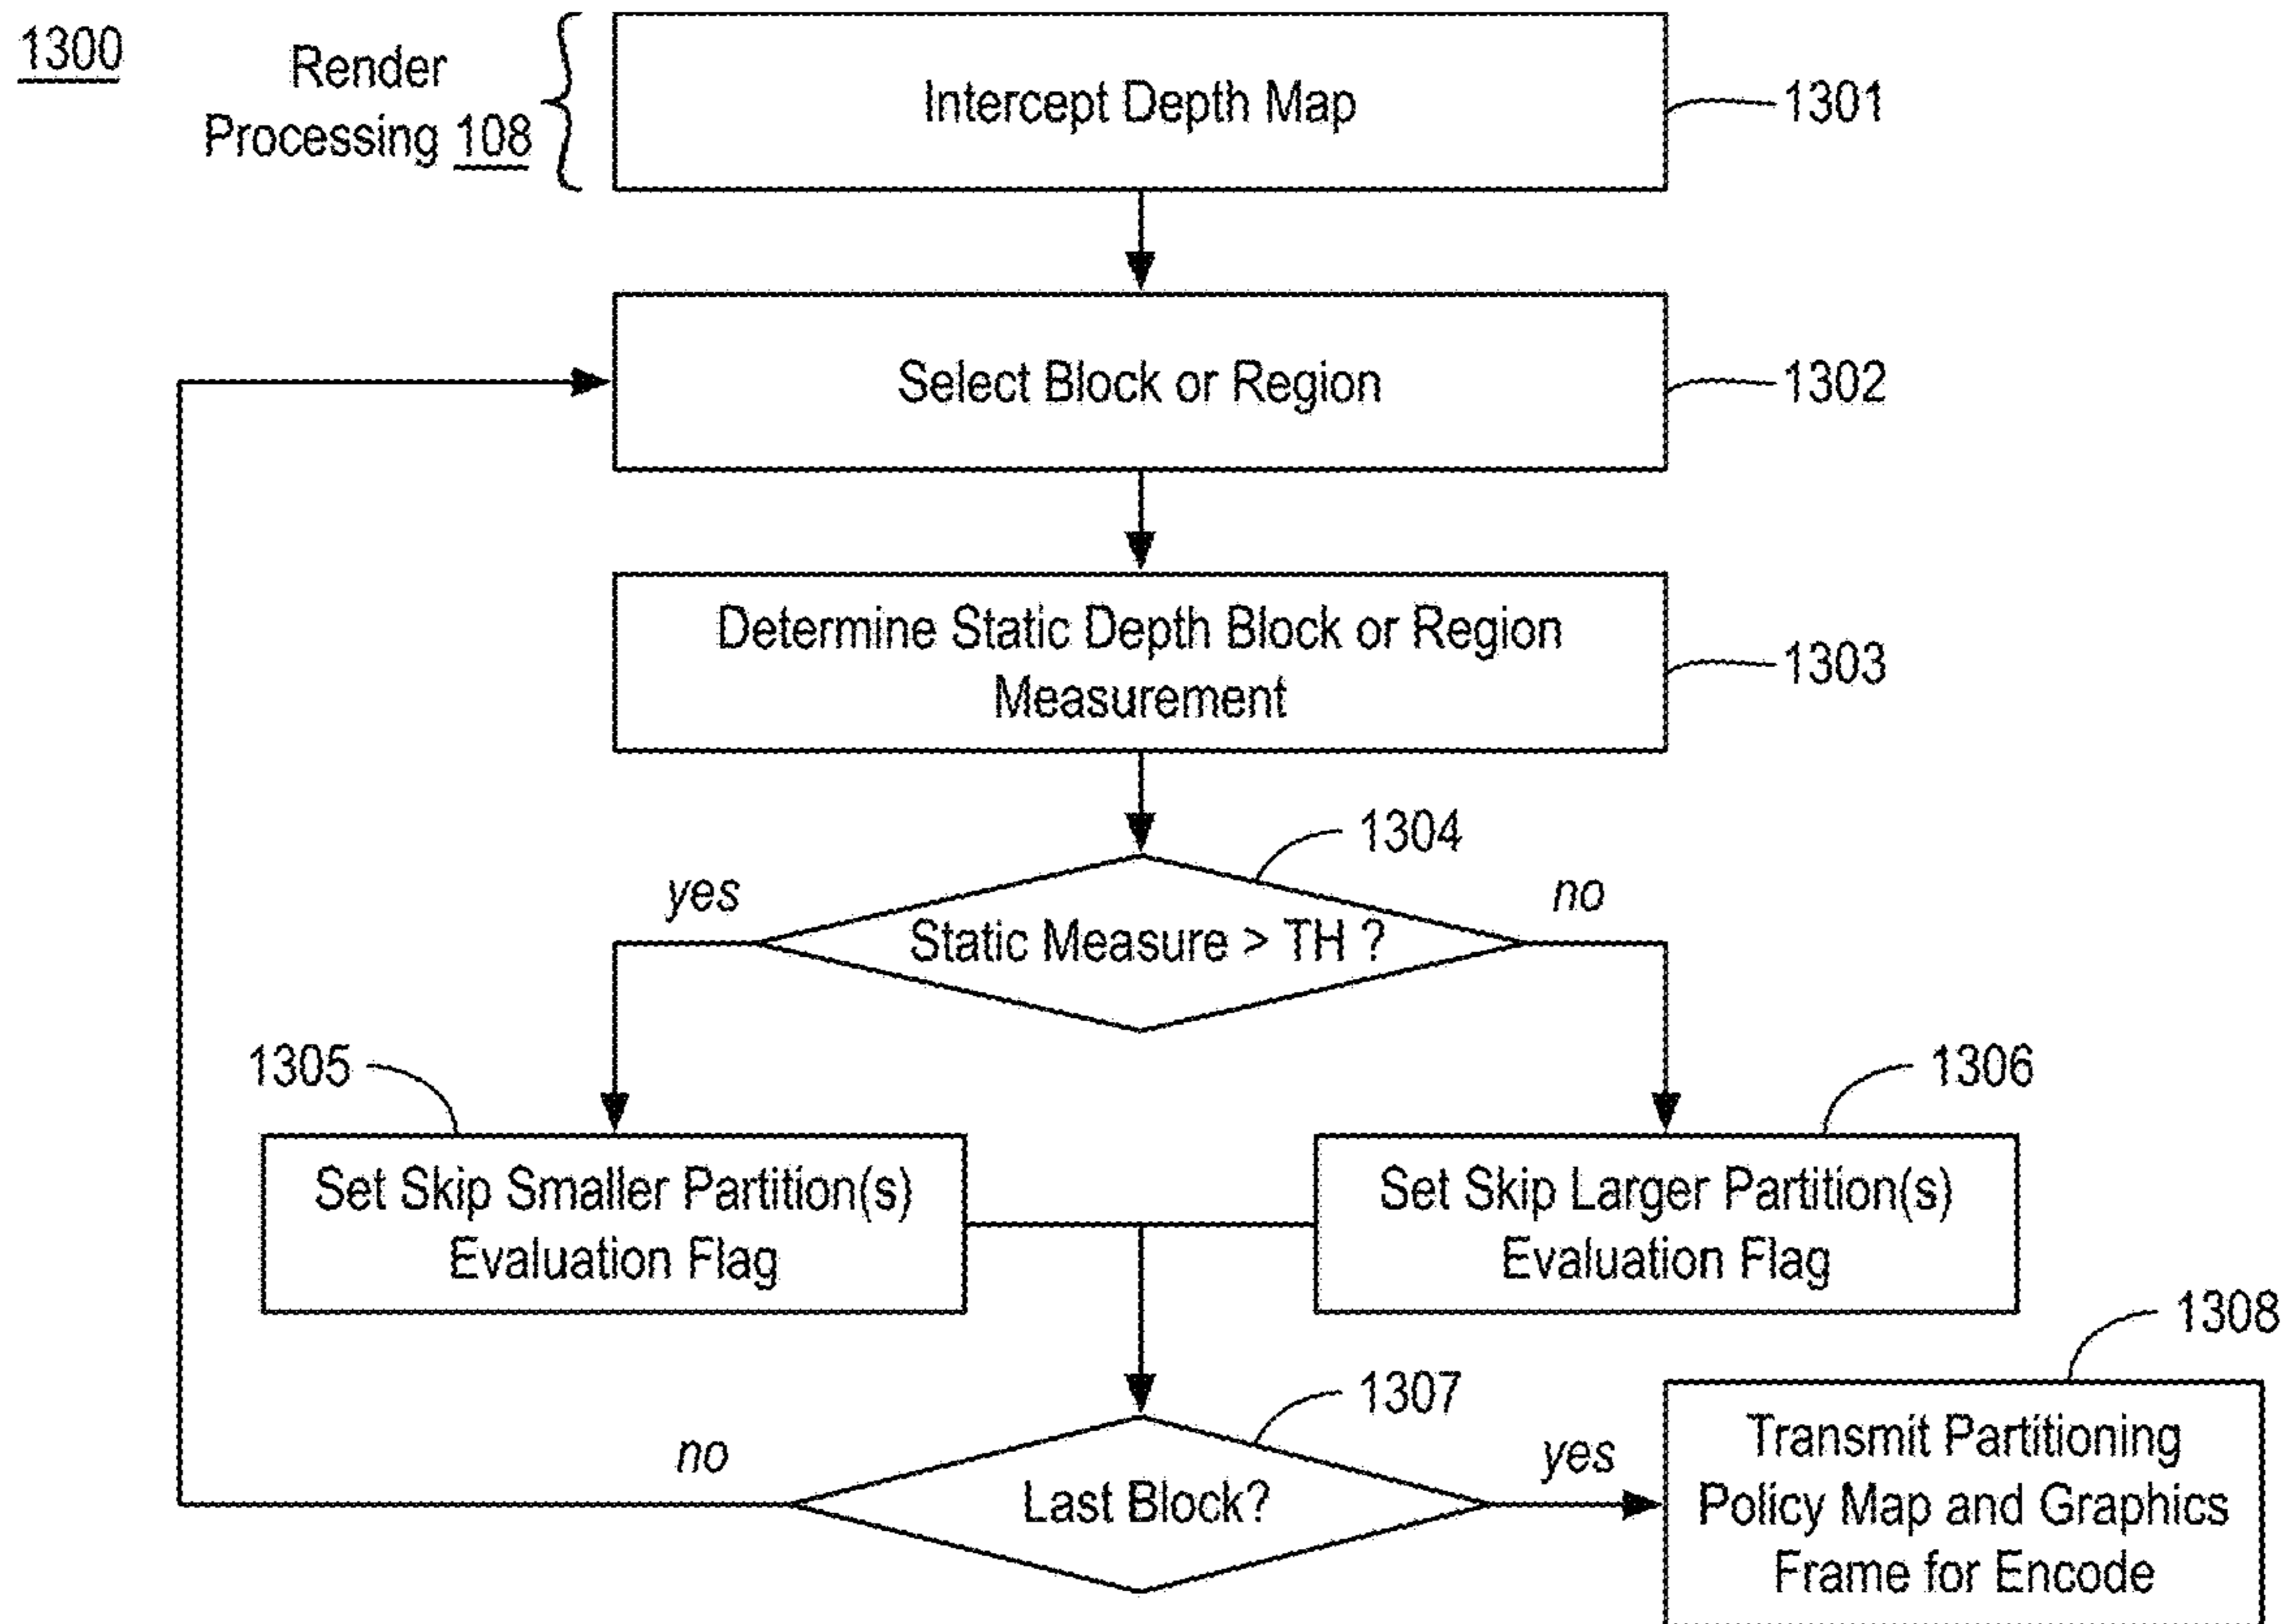 1300
Render
Processing 108
Intercept Depth Map
1301
Select Block or Region
1302
Determine Static Depth Block or Region
Measurement
1303
1304
yes
no
Static Measure > TH ?
1305
1306
Set Skip Smaller Partition(s)
Evaluation Flag
Set Skip Larger Partition(s)
Evaluation Flag
1307
1308
no
yes
Last Block?
Transmit Partitioning
Policy Map and Graphics
Frame for Encode